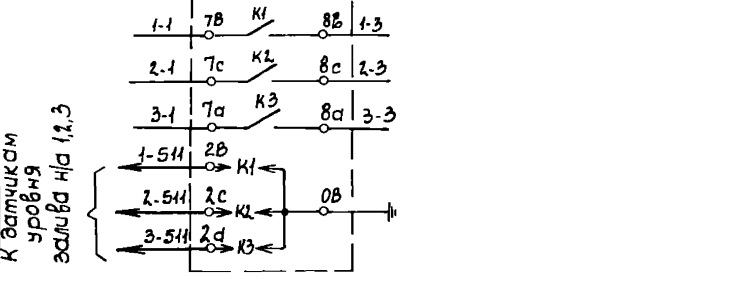 1-1 7В К1 8В 1-3
2-1 7с К2 8с 2-3
3-1 7а К3 8а 3-3
1-511 2В К1
2-511 2С К2 0В
3-511 2а К3
К датчикам
уровня
залива н/а 1,2,3